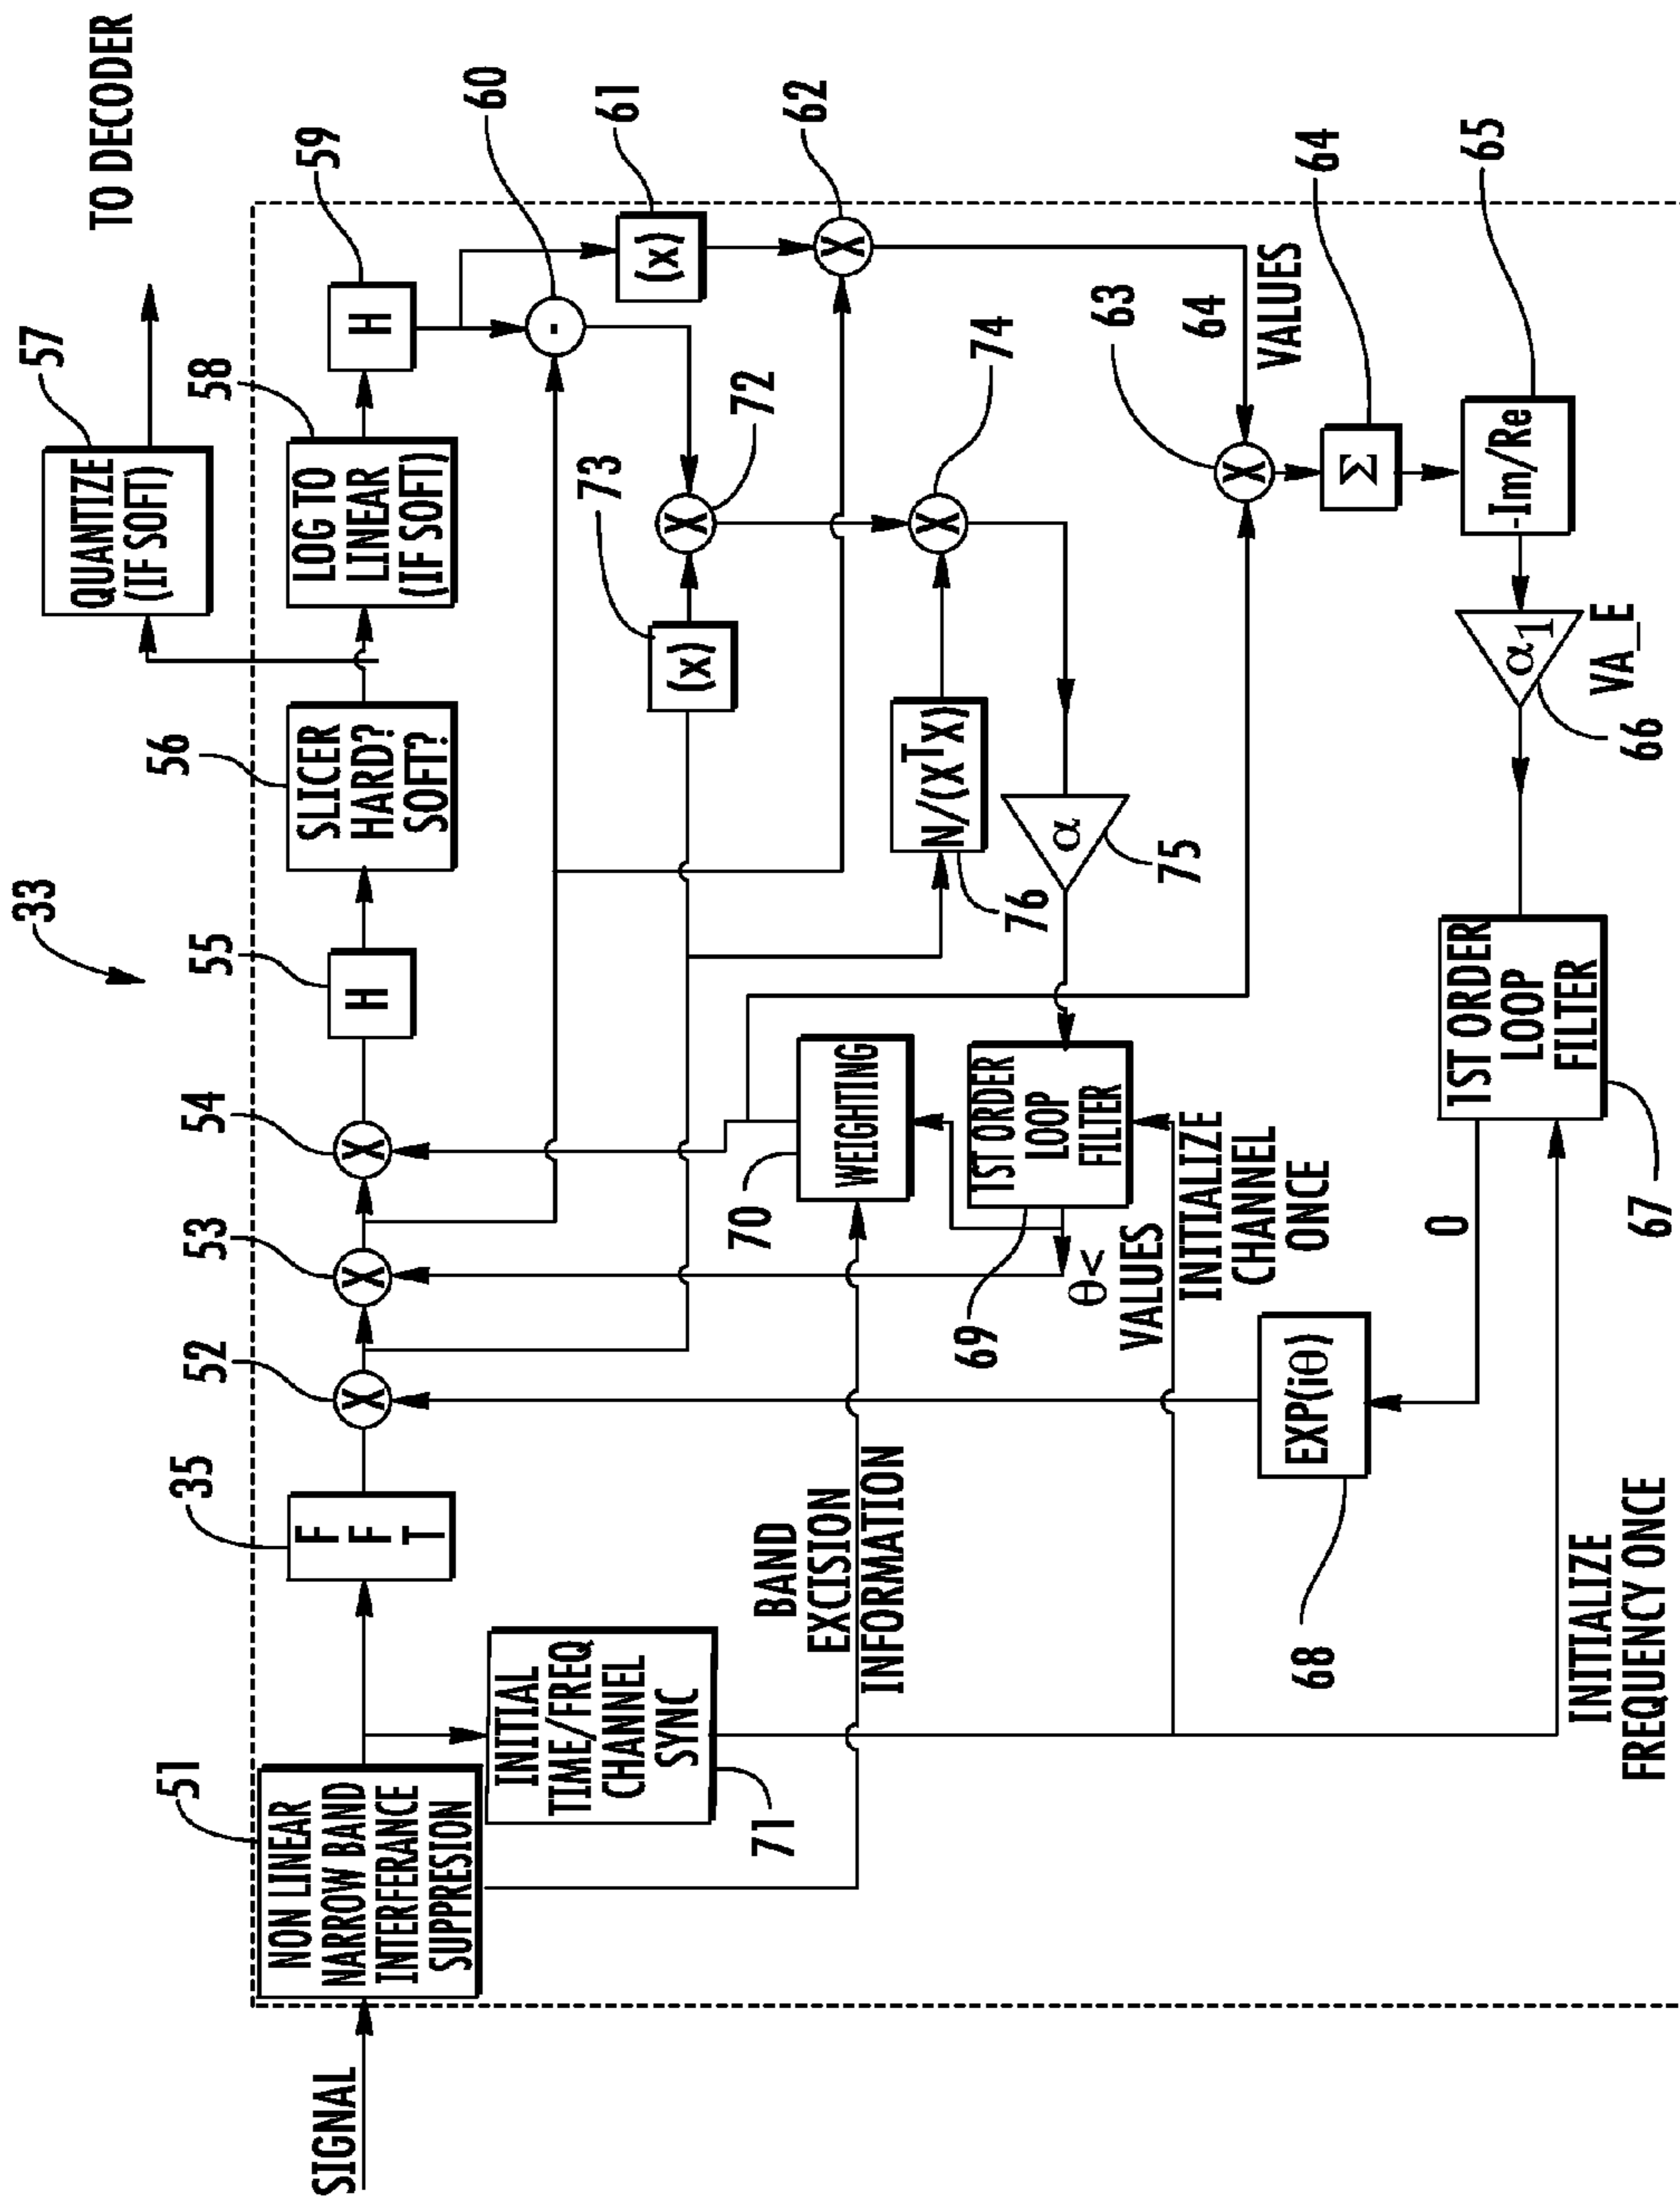 33
TO DECODER
57
QUANTIZE
(IF SOFT)
SIGNAL
51
NON LINEAR
NARROW BAND
INTERFERANCE
SUPPRESION
35
F
F
T
52
X
53
X
54
X
55
H
56
SLICER
HARD?
SOFT?
58
LOG TO
LINEAR
(IF SOFT)
59
H
60
-
61
(x)
62
X
INITIAL
TIME/FREQ
CHANNEL
SYNC
71
73
(x)
X
72
BAND
EXCISION
INFORMATION
70
WEIGHTING
N/(xᵀx)
76
X
74
69
1ST ORDER
LOOP
FILTER
α
75
θ<
VALUES
INITIALIZE
CHANNEL
ONCE
63
X
64
VALUES
Σ
64
EXP(iθ)
68
0
1ST ORDER
LOOP
FILTER
67
α1
VA_E
66
-Im/Re
65
INITIALIZE
FREQUENCY ONCE